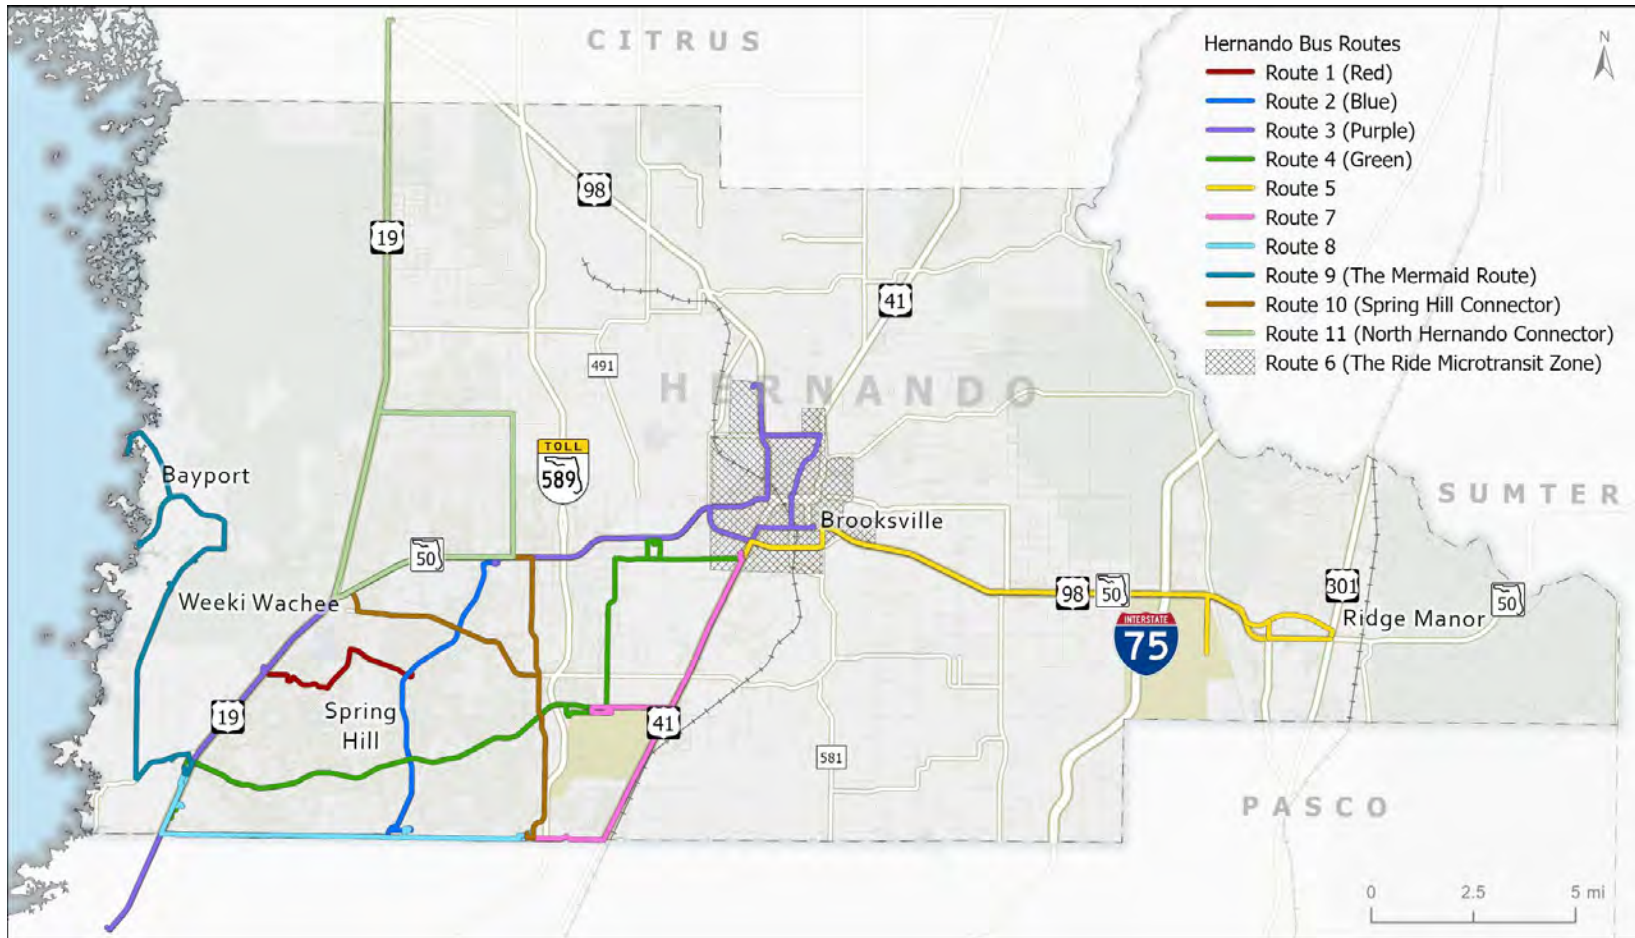 CITRUS
Hernando Bus Routes
Route 1 (Red)
Route 2 (Blue)
Route 3 (Purple)
Route 4 (Green)
Route 5
Route 7
Route 8
Route 9 (The Mermaid Route)
Route 10 (Spring Hill Connector)
Route 11 (North Hernando Connector)
Route 6 (The Ride Microtransit Zone)
N
98
19
41
491
HERNANDO
TOLL
589
Bayport
SUMTER
Brooksville
50
Weeki Wachee
98
50
301
50
Ridge Manor
INTERSTATE
75
Spring
Hill
19
41
581
PASCO
0 2.5 5 mi